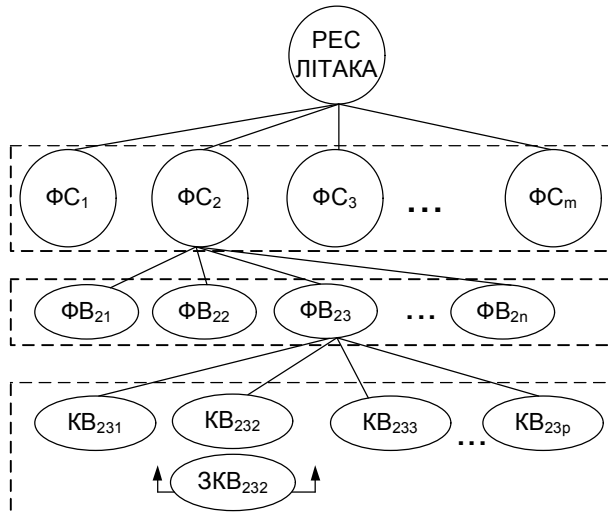 РЕС
ЛІТАКА
ФС₁ ФС₂ ФС₃ ... ФСm
ФВ₂₁ ФВ₂₂ ФВ₂₃ ... ФВ₂n
КВ₂₃₁ КВ₂₃₂ КВ₂₃₃ ... КВ₂₃p
ЗКВ₂₃₂